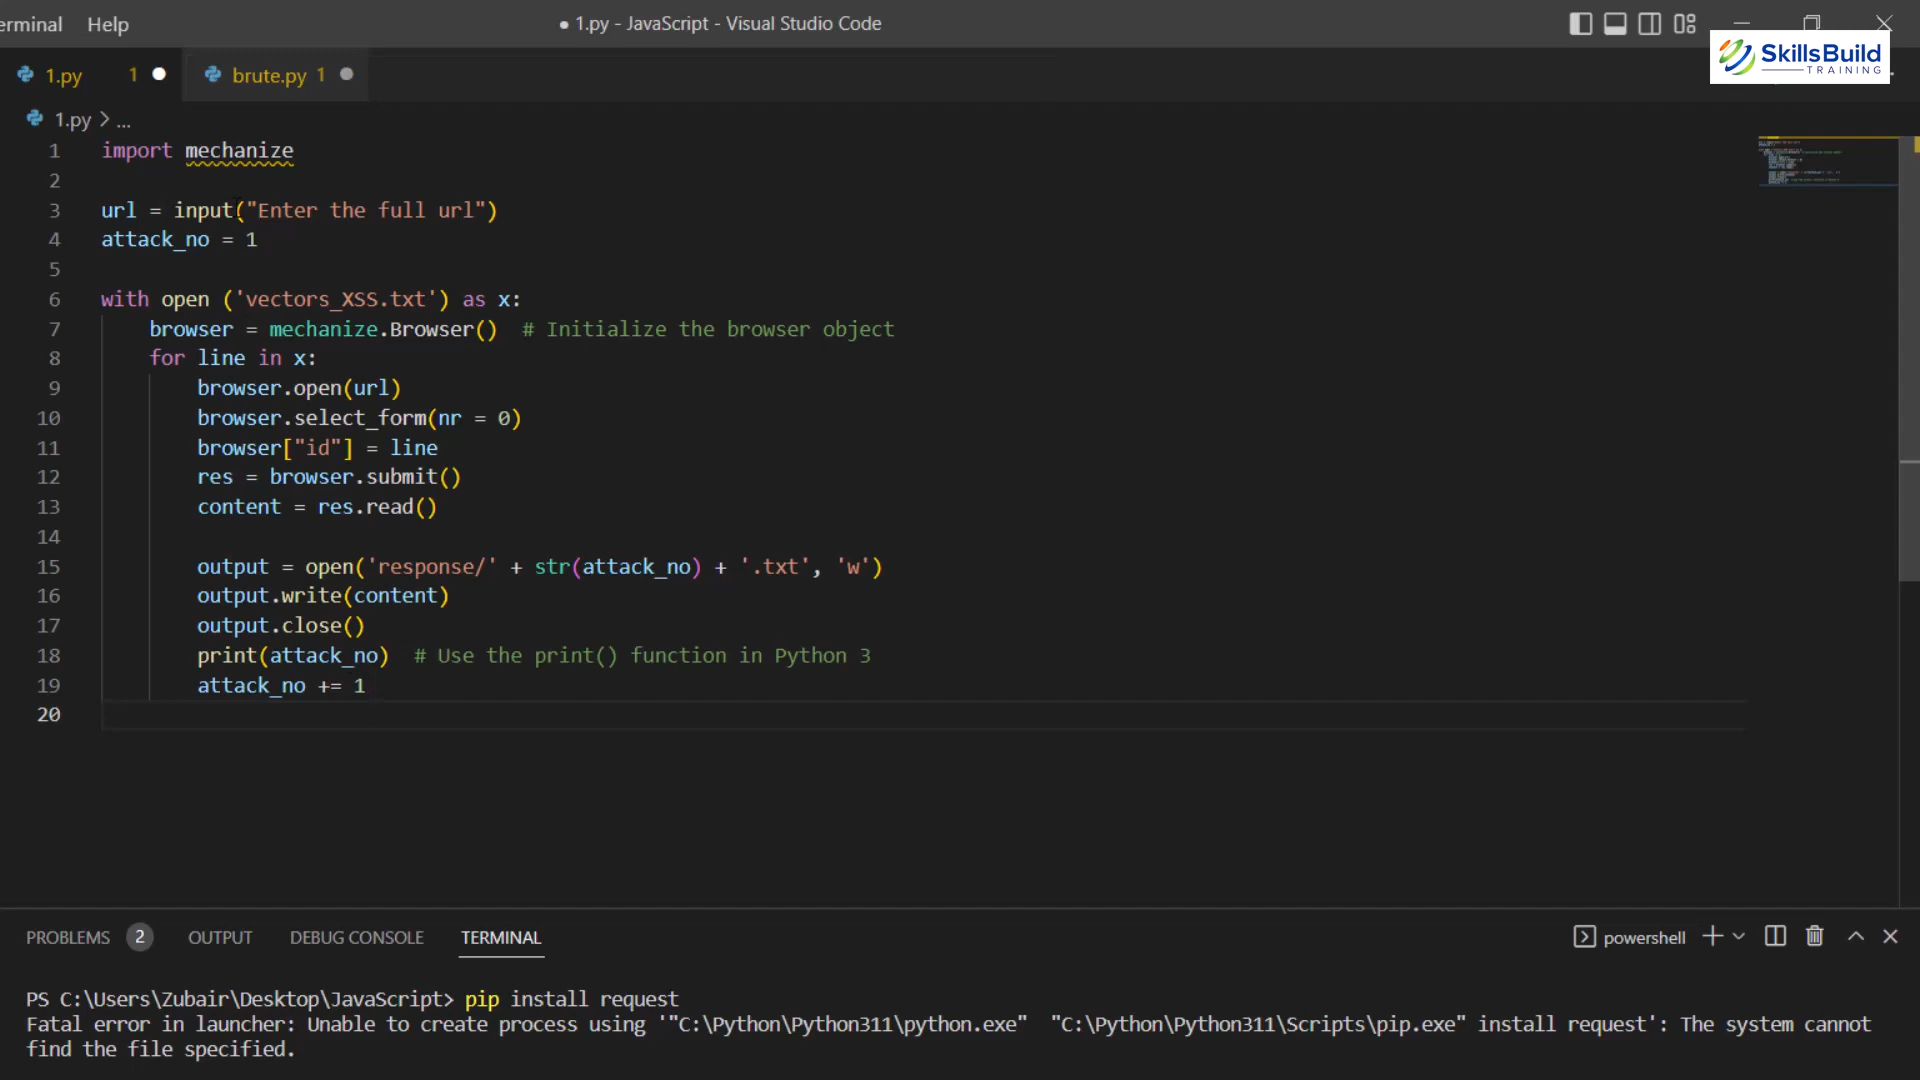 erminal Help
● 1.py - JavaScript - Visual Studio Code
SkillsBuild
TRAINING
1.py 1 brute.py 1
1.py > ...
1 import mechanize
2
3 url = input("Enter the full url")
4 attack_no = 1
5
6 with open ('vectors_XSS.txt') as x:
7 browser = mechanize.Browser() # Initialize the browser object
8 for line in x:
9 browser.open(url)
10 browser.select_form(nr = 0)
11 browser["id"] = line
12 res = browser.submit()
13 content = res.read()
14
15 output = open('response/' + str(attack_no) + '.txt', 'w')
16 output.write(content)
17 output.close()
18 print(attack_no) # Use the print() function in Python 3
19 attack_no += 1
20
PROBLEMS 2 OUTPUT DEBUG CONSOLE TERMINAL powershell
PS C:\Users\Zubair\Desktop\JavaScript> pip install request
Fatal error in launcher: Unable to create process using '"C:\Python\Python311\python.exe" "C:\Python\Python311\Scripts\pip.exe" install request': The system cannot
find the file specified.